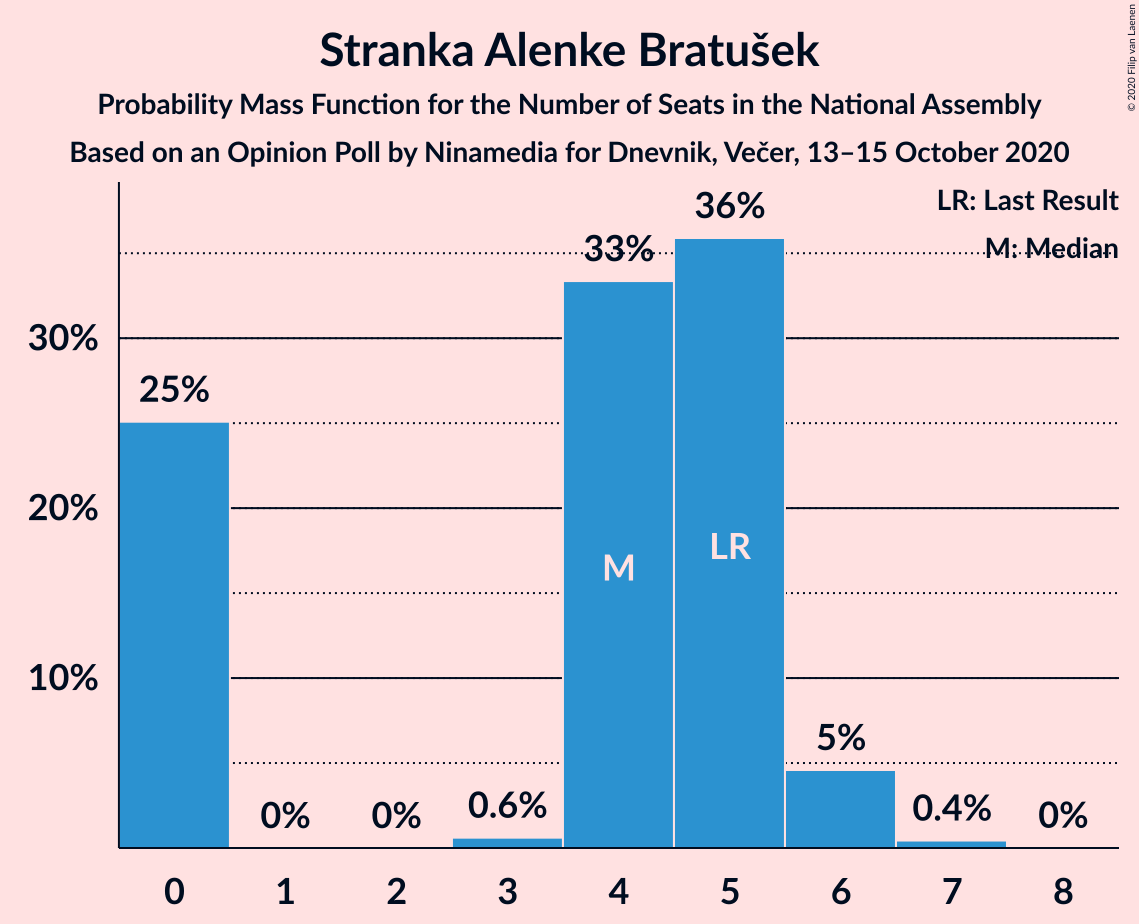 © 2020 Filip van Laenen
Stranka Alenke Bratušek
Probability Mass Function for the Number of Seats in the National Assembly
Based on an Opinion Poll by Ninamedia for Dnevnik, Večer, 13–15 October 2020
LR: Last Result
M: Median
36%
33%
30%
25%
20%
LR
M
10%
5%
0.6%
0.4%
0%
0%
0%
0 1 2 3 4 5 6 7 8